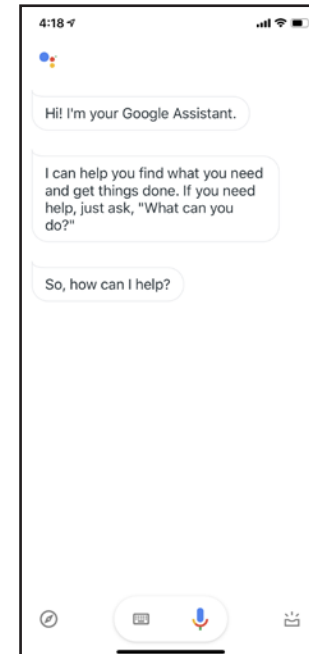 4:18
Hi! I'm your Google Assistant.
I can help you find what you need
and get things done. If you need
help, just ask, "What can you
do?"
So, how can I help?